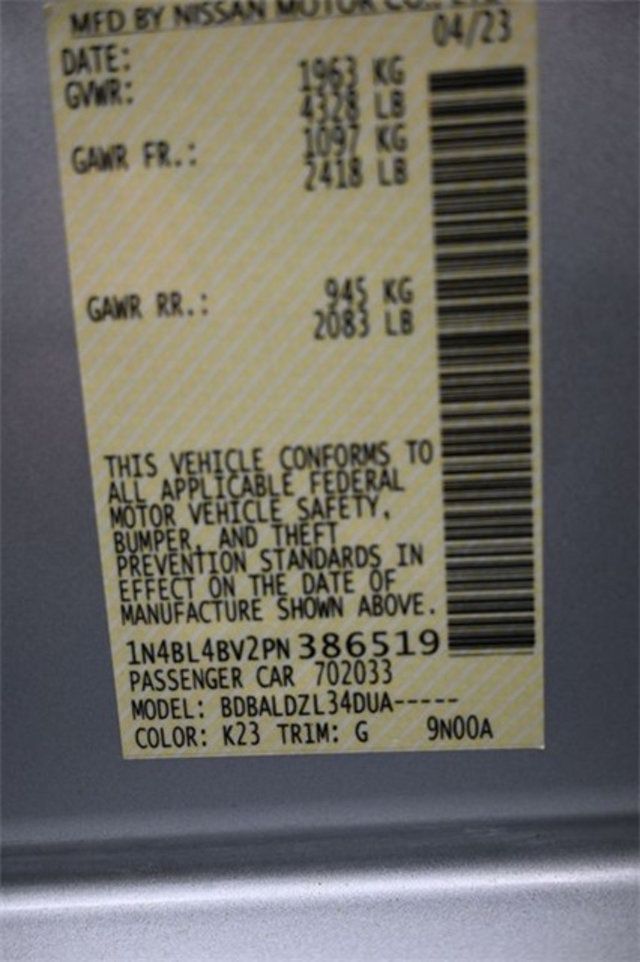 MFD BY NISSAN MOTOR CO., LTD.
DATE: 04/23
GVWR: 1963 KG
4328 LB
GAWR FR.: 1097 KG
2418 LB
GAWR RR.: 945 KG
2083 LB
THIS VEHICLE CONFORMS TO
ALL APPLICABLE FEDERAL
MOTOR VEHICLE SAFETY,
BUMPER, AND THEFT
PREVENTION STANDARDS IN
EFFECT ON THE DATE OF
MANUFACTURE SHOWN ABOVE.
1N4BL4BV2PN386519
PASSENGER CAR 702033
MODEL: BDBALDZL34DUA-----
COLOR: K23 TRIM: G 9N00A